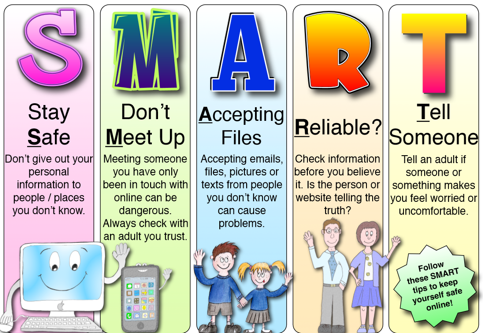 S
Stay
Safe
Don't give out your
personal
information to
people / places
you don't know.
M
Don't
Meet Up
Meeting someone
you have only
been in touch with
online can be
dangerous.
Always check with
an adult you trust.
A
Accepting
Files
Accepting emails,
files, pictures or
texts from people
you don't know
can cause
problems.
R
Reliable?
Check information
before you believe
it. Is the person or
website telling the
truth?
T
Tell
Someone
Tell an adult if
someone or
something makes
you feel worried or
uncomfortable.
Follow
these SMART
tips to keep
yourself safe
online!